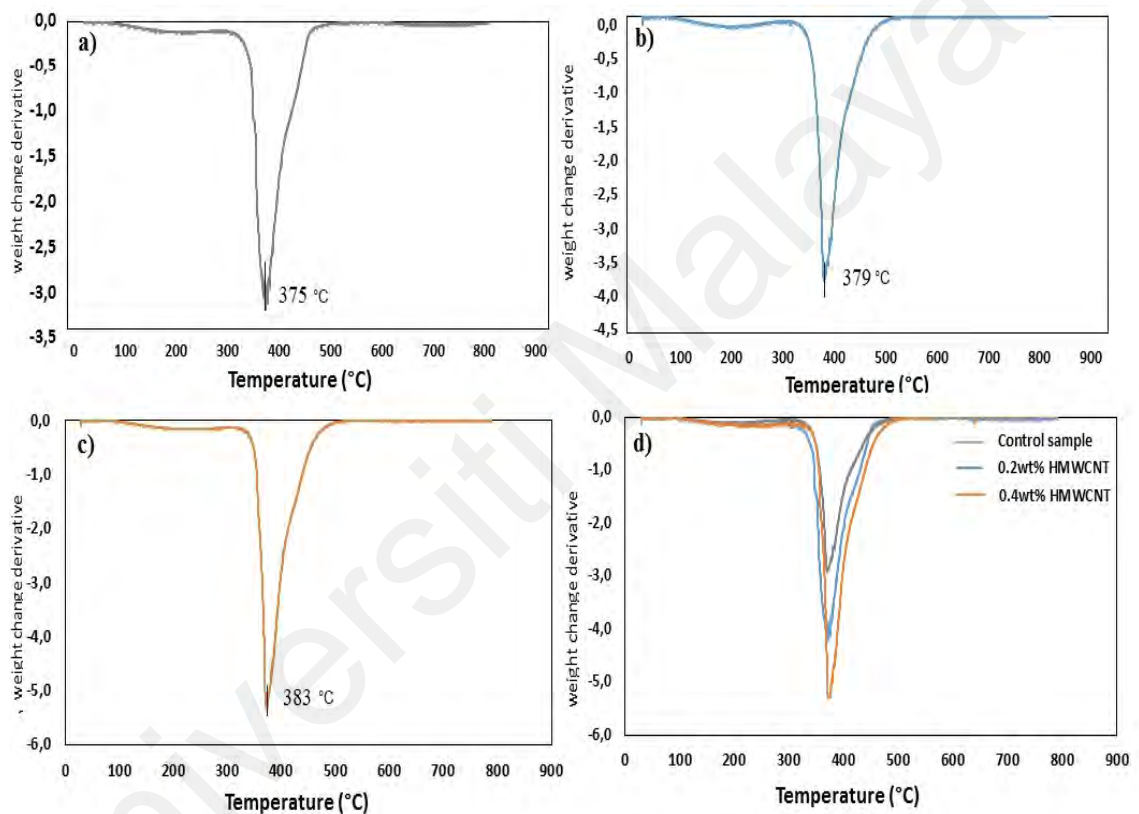 a)
weight change derivative
0,0
-0,5
-1,0
-1,5
-2,0
-2,5
-3,0
-3,5
375 °C
0 100 200 300 400 500 600 700 800 900
Temperature (°C)
b)
weight change derivative
0,0
-0,5
-1,0
-1,5
-2,0
-2,5
-3,0
-3,5
-4,0
-4,5
379 °C
0 100 200 300 400 500 600 700 800 900
Temperature (°C)
c)
weight change derivative
0,0
-1,0
-2,0
-3,0
-4,0
-5,0
-6,0
383 °C
0 100 200 300 400 500 600 700 800 900
Temperature (°C)
d)
weight change derivative
0,0
-1,0
-2,0
-3,0
-4,0
-5,0
-6,0
Control sample
0.2wt% HMWCNT
0.4wt% HMWCNT
0 100 200 300 400 500 600 700 800 900
Temperature (°C)
niversiti Malaya